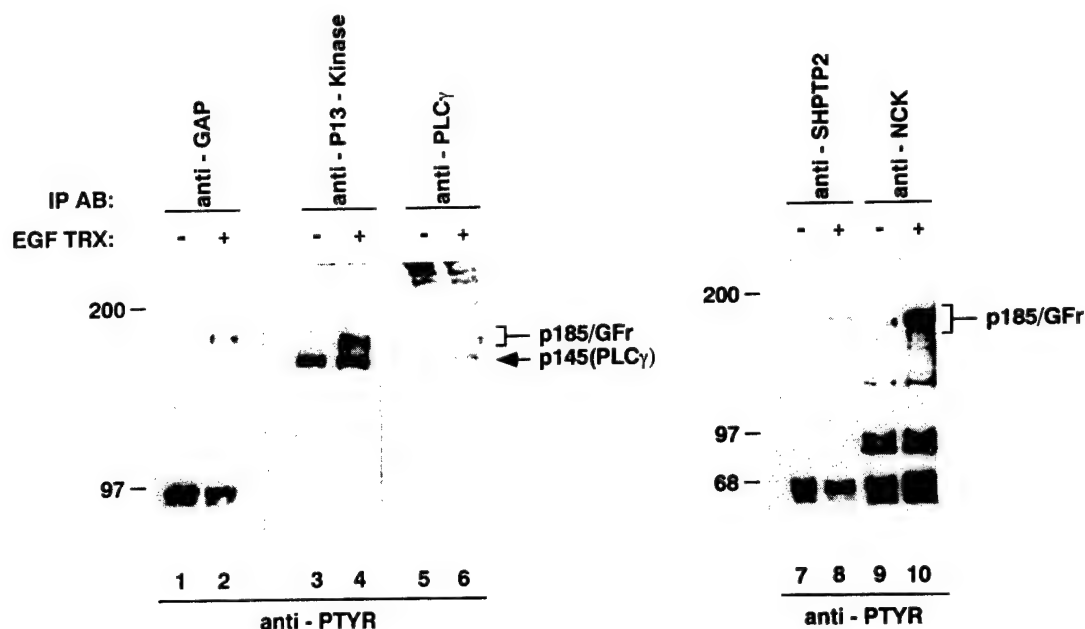 anti - GAP
anti - P13 - Kinase
anti - PLCγ
IP AB:
EGF TRX:
- + - + - +
200
p185/GFr
p145(PLCγ)
97
1 2 3 4 5 6
anti - PTYR
anti - SHPTP2
anti - NCK
- + - +
200
p185/GFr
97
68
7 8 9 10
anti - PTYR